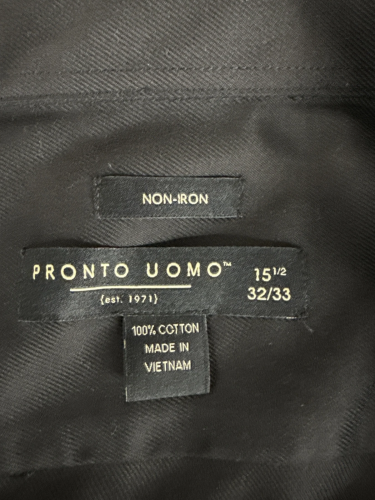 NON-IRON
PRONTO UOMO™ 15 1/2
{est. 1971} 32/33
100% COTTON
MADE IN
VIETNAM